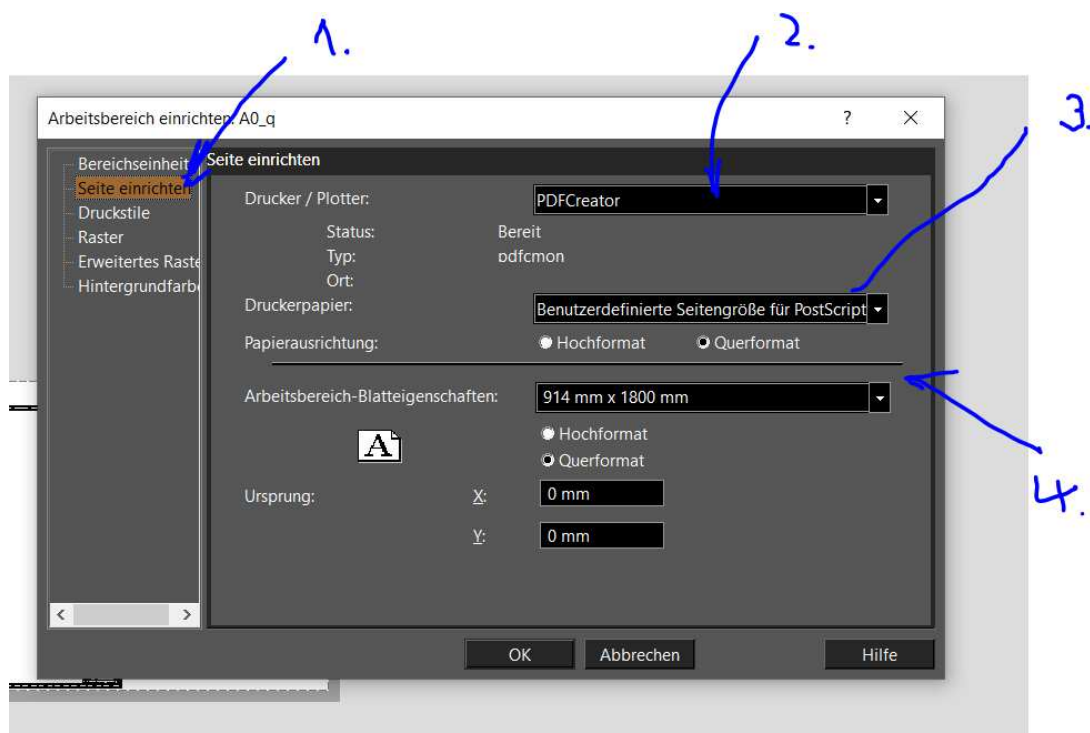 1.
2.
3.
Arbeitsbereich einrichten: A0_q
?
Bereichseinheit
Seite einrichten
Druckstile
Raster
Erweitertes Raste
Hintergrundfarb
Seite einrichten
Drucker / Plotter:
PDFCreator
Status:
Bereit
Typ:
pdfcmon
Ort:
Druckerpapier:
Benutzerdefinierte Seitengröße für PostScript
Papierausrichtung:
Hochformat
Querformat
Arbeitsbereich-Blatteigenschaften:
914 mm x 1800 mm
A
Hochformat
Querformat
Ursprung:
X:
0 mm
Y:
0 mm
4.
OK
Abbrechen
Hilfe